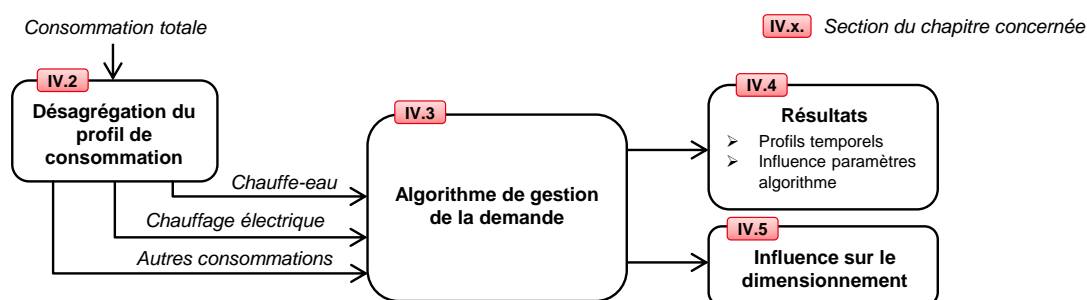 Consommation totale
IV.x. Section du chapitre concernée
IV.2
Désagrégation du
profil de
consommation
IV.3
Algorithme de gestion
de la demande
Chauffe-eau
Chauffage électrique
Autres consommations
IV.4
Résultats
➢ Profils temporels
➢ Influence paramètres
algorithme
IV.5
Influence sur le
dimensionnement